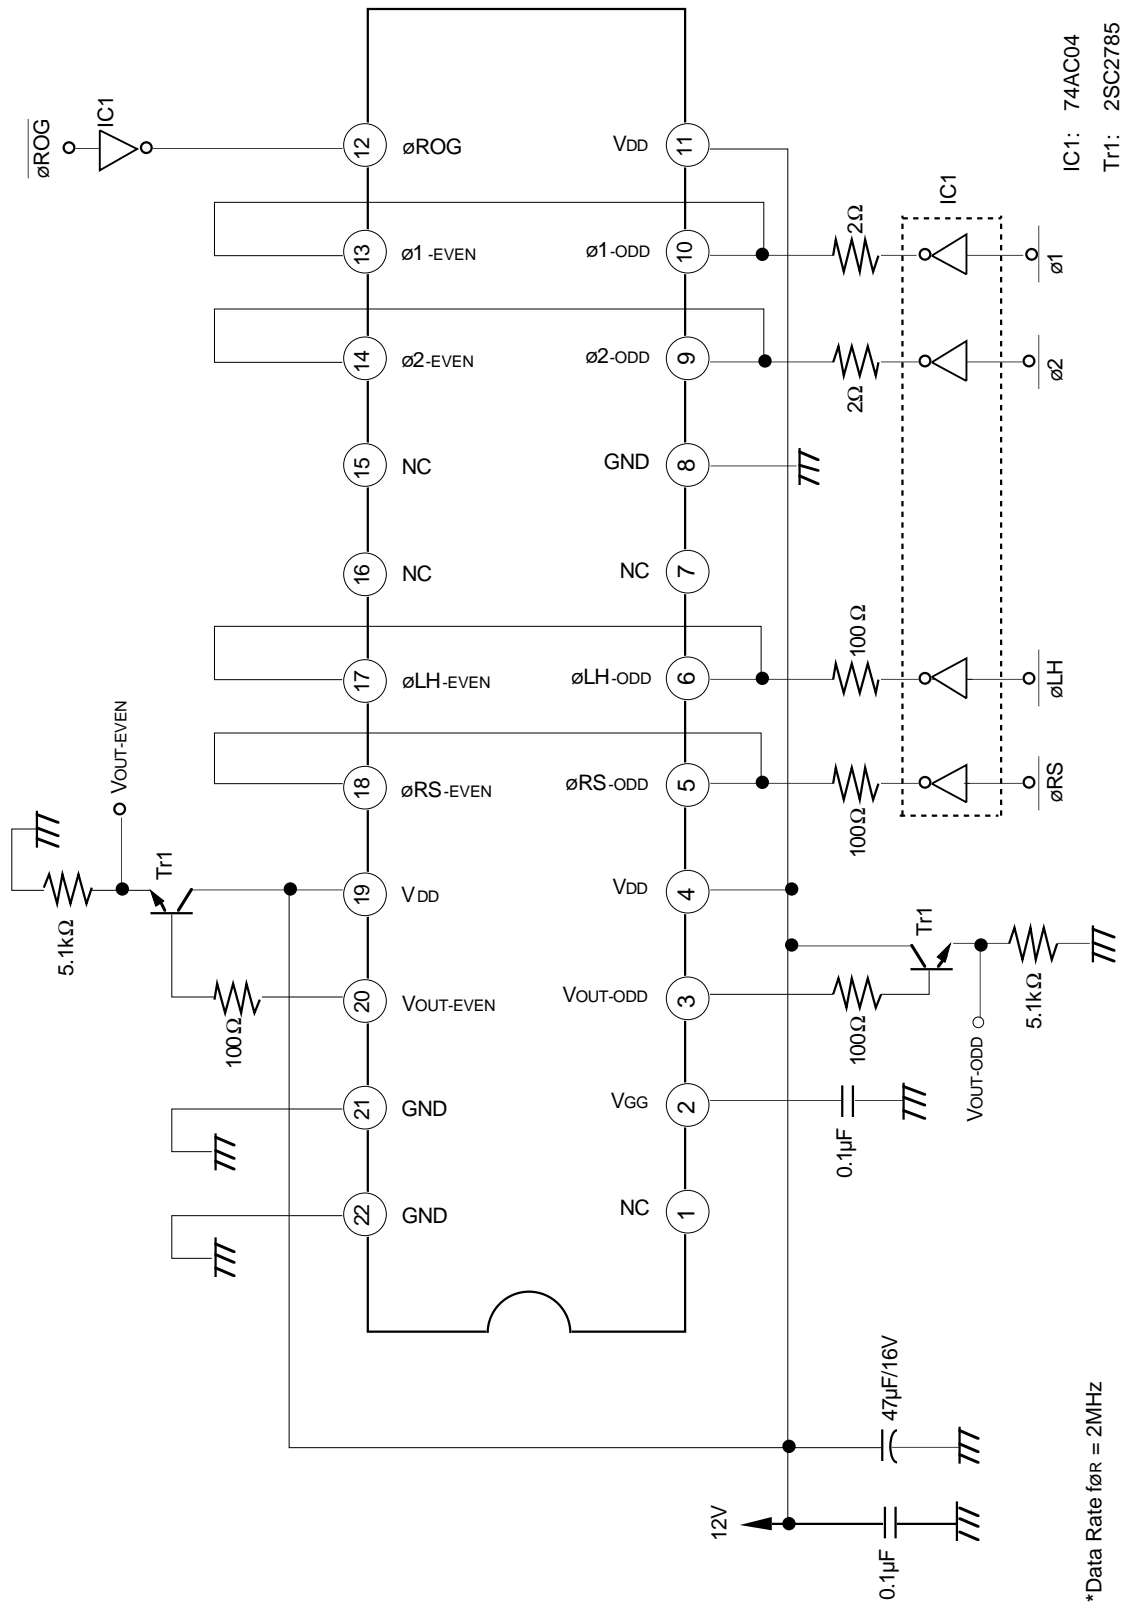 øROG
IC1
12
øROG
13
ø1-EVEN
14
ø2-EVEN
15
NC
16
NC
17
øLH-EVEN
18
øRS-EVEN
19
VDD
20
VOUT-EVEN
21
GND
22
GND
VOUT-EVEN
Tr1
5.1kΩ
100Ω
VDD
11
ø1-ODD
10
ø2-ODD
9
GND
8
NC
7
øLH-ODD
6
øRS-ODD
5
VDD
4
VOUT-ODD
3
VGG
2
NC
1
2Ω
2Ω
100Ω
100Ω
IC1
ø1
ø2
øLH
øRS
Tr1
100Ω
5.1kΩ
VOUT-ODD
0.1µF
47µF/16V
12V
0.1µF
IC1: 74AC04
Tr1: 2SC2785
*Data Rate føR = 2MHz